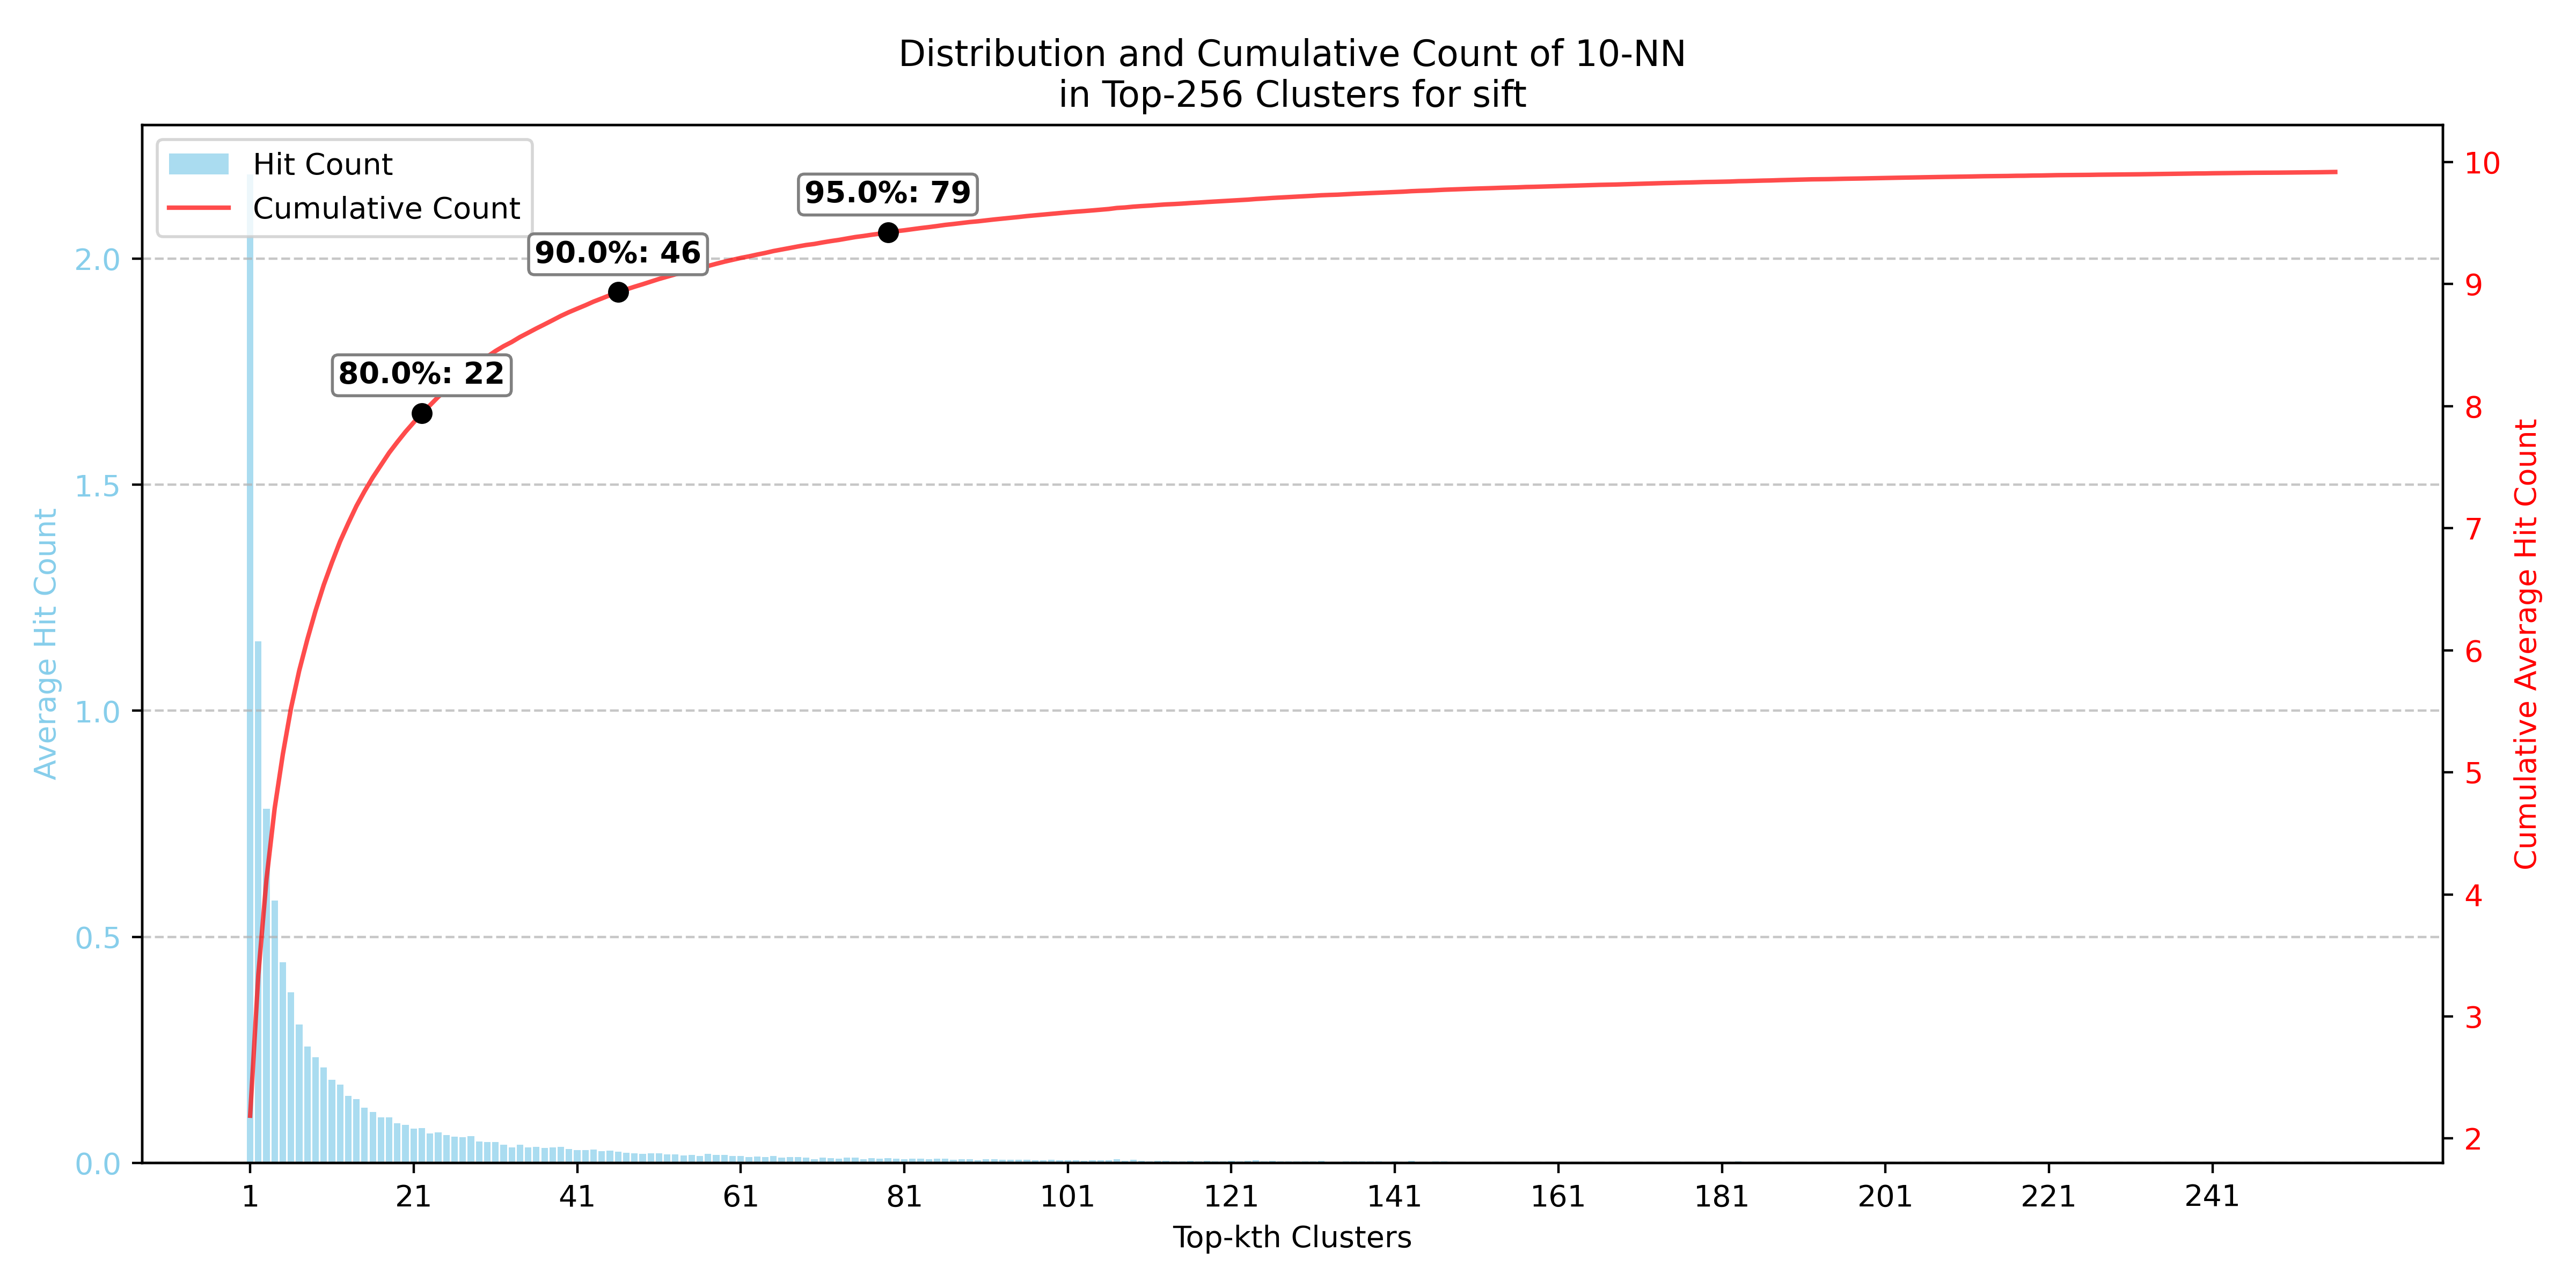 Distribution and Cumulative Count of 10-NN
in Top-256 Clusters for sift
Hit Count
Cumulative Count
80.0%: 22
90.0%: 46
95.0%: 79
Average Hit Count
2.0
1.5
1.0
0.5
0.0
Cumulative Average Hit Count
10
9
8
7
6
5
4
3
2
1 21 41 61 81 101 121 141 161 181 201 221 241
Top-kth Clusters